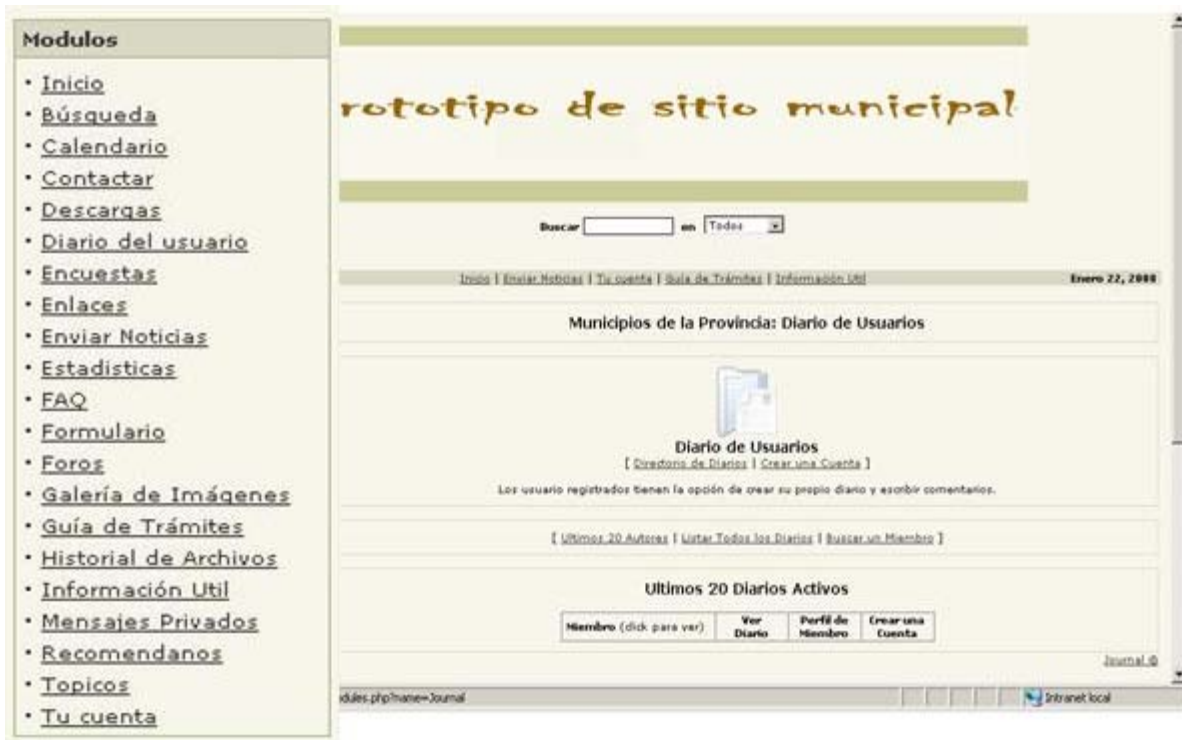 Modulos
• Inicio
• Búsqueda
• Calendario
• Contactar
• Descargas
• Diario del usuario
• Encuestas
• Enlaces
• Enviar Noticias
• Estadisticas
• FAQ
• Formulario
• Foros
• Galería de Imágenes
• Guía de Trámites
• Historial de Archivos
• Información Util
• Mensajes Privados
• Recomendanos
• Topicos
• Tu cuenta
rototipo de sitio municipal
Buscar en Todos
Inicio | Enviar Noticias | Tu cuenta | Guía de Trámites | Información Util Enero 22, 2008
Municipios de la Provincia: Diario de Usuarios
Diario de Usuarios
[ Directorio de Diarios | Crear una Cuenta ]
Los usuario registrados tienen la opción de crear su propio diario y escribir comentarios.
[ Ultimos 20 Autores | Listar Todos los Diarios | Buscar un Miembro ]
Ultimos 20 Diarios Activos
Miembro (click para ver) Ver Diario Perfil de Miembro Crear una Cuenta
Journal ©
dules.php?name=Journal Intranet local